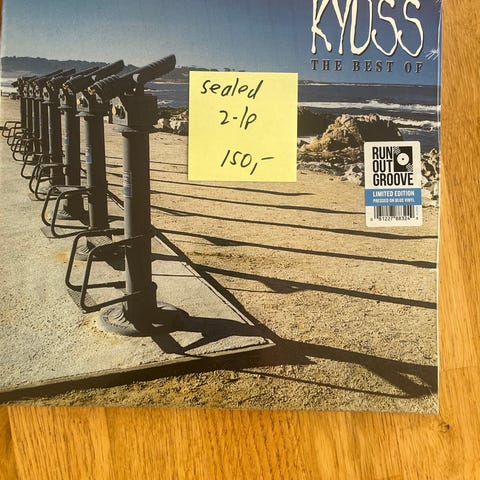 KYUSS
THE BEST OF
sealed
2-lp
150,-
RUN
OUT
GROOVE
LIMITED EDITION
PRESSED ON BLUE VINYL